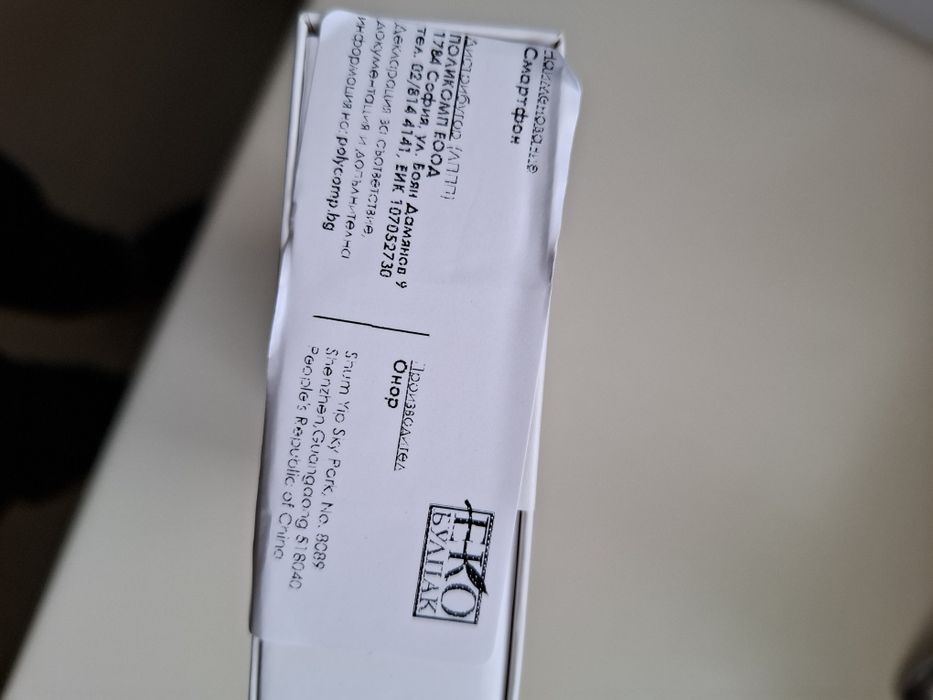 Наименование
Смартфон
Дистрибутор (ЛППП)
ПОЛИКОМП ЕООД
1784 София, ул. Боян Дамянов 9
тел. 02/814 4141, ЕИК 107052730
Декларация за съответствие,
документация и допълнителна
информация на: polycomp.bg
Производител
Онор
Shum Yip Sky Park, No. 8089
Shenzhen,Guangdong 518040
People's Republic of China
ЕКО
БУЛПАК